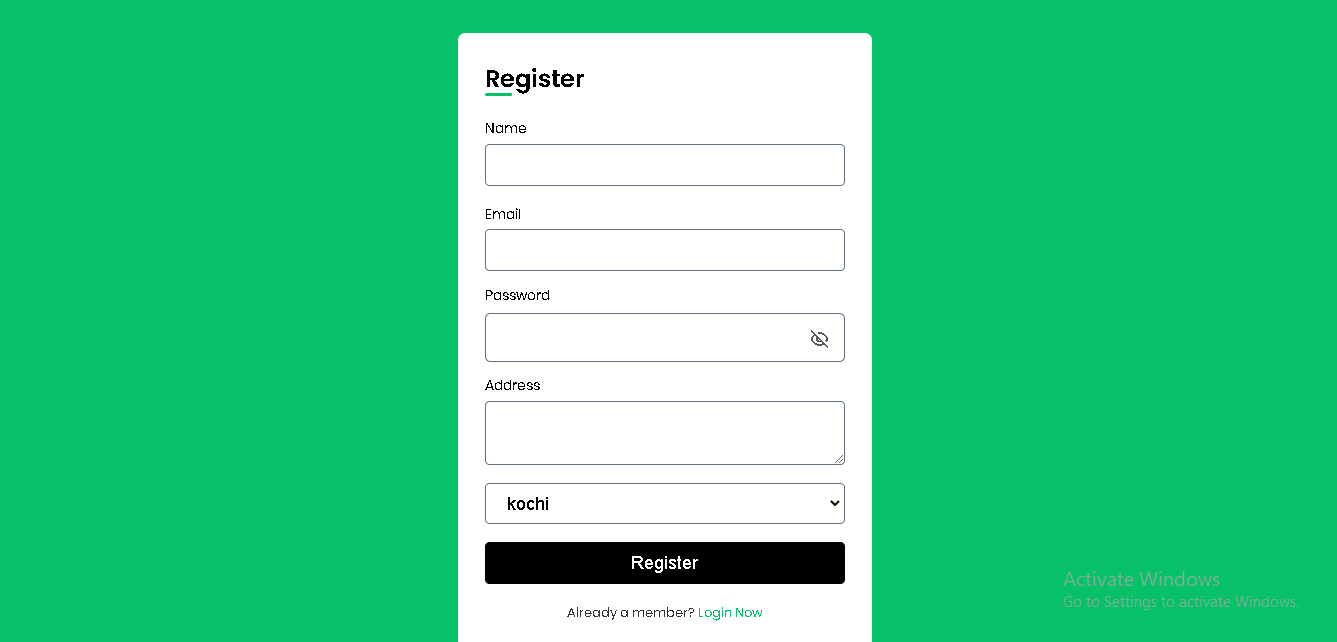 Register
Name
Email
Password
Address
kochi
Register
Already a member? Login Now
Activate Windows
Go to Settings to activate Windows.